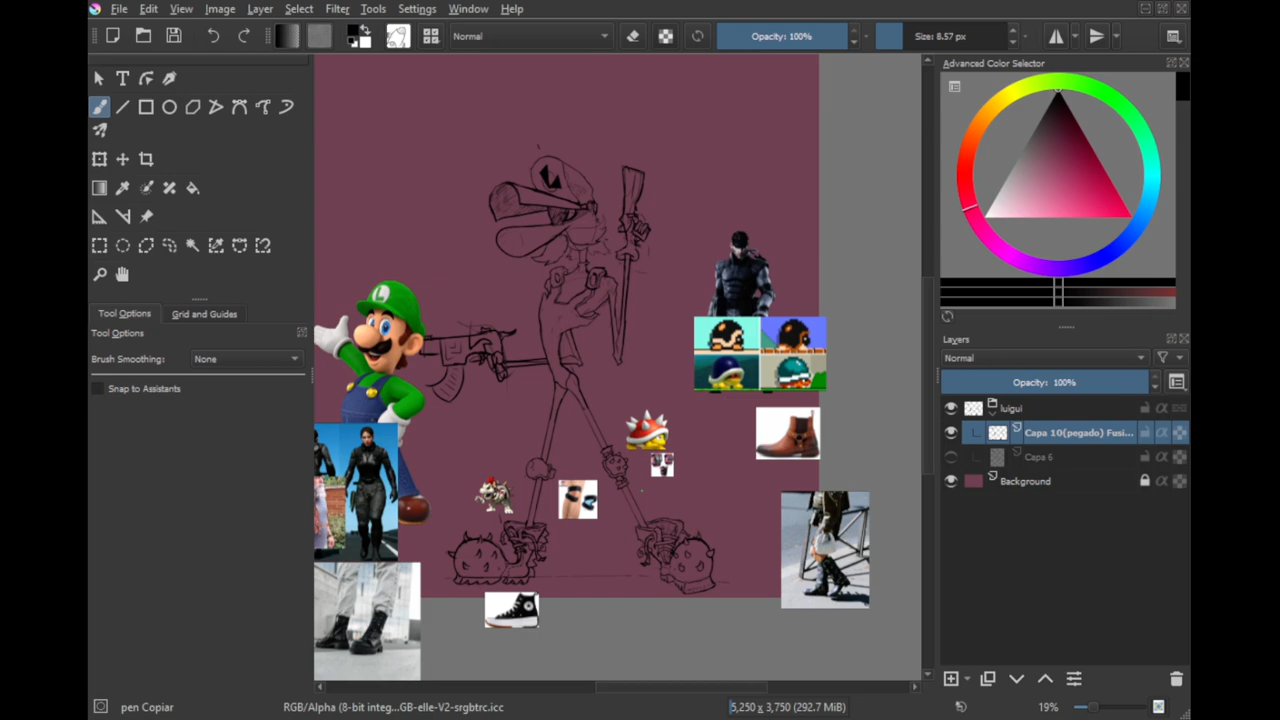 File Edit View Image Layer Select Filter Tools Settings Window Help
Normal
Opacity: 100%
Size: 8.57 px
Advanced Color Selector
Tool Options
Grid and Guides
Tool Options
Brush Smoothing:
None
Snap to Assistants
L
Layers
Normal
Opacity: 100%
luigui
Capa 10(pegado) Fusi...
Capa 6
Background
pen Copiar
RGB/Alpha (8-bit integ...GB-elle-V2-srgbtrc.icc
5,250 x 3,750 (292.7 MiB)
19%